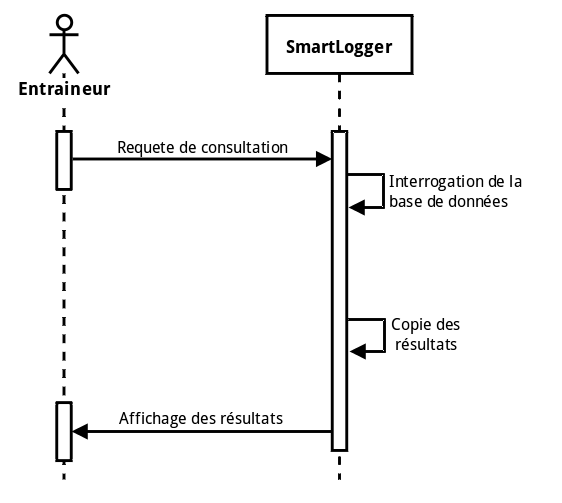 SmartLogger
Entraineur
Requete de consultation
Interrogation de la
base de données
Copie des
résultats
Affichage des résultats